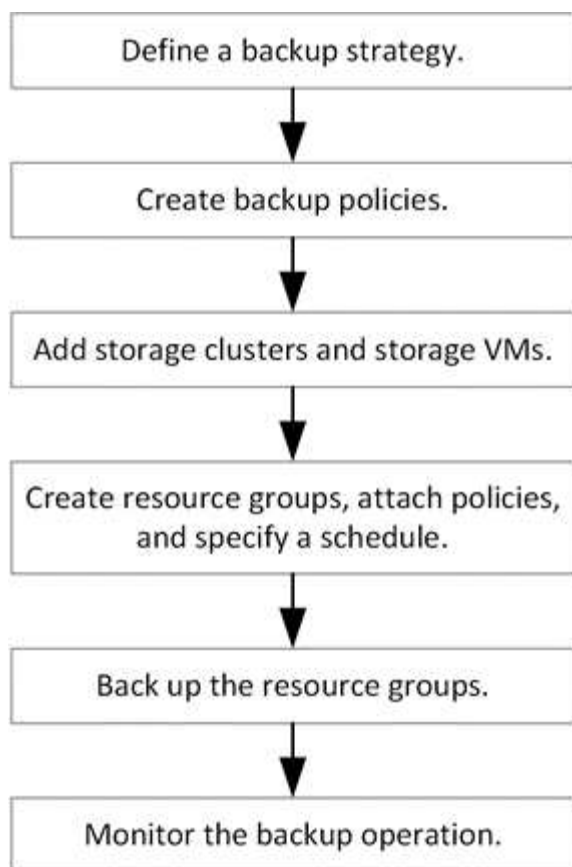 Define a backup strategy.
Create backup policies.
Add storage clusters and storage VMs.
Create resource groups, attach policies,
and specify a schedule.
Back up the resource groups.
Monitor the backup operation.